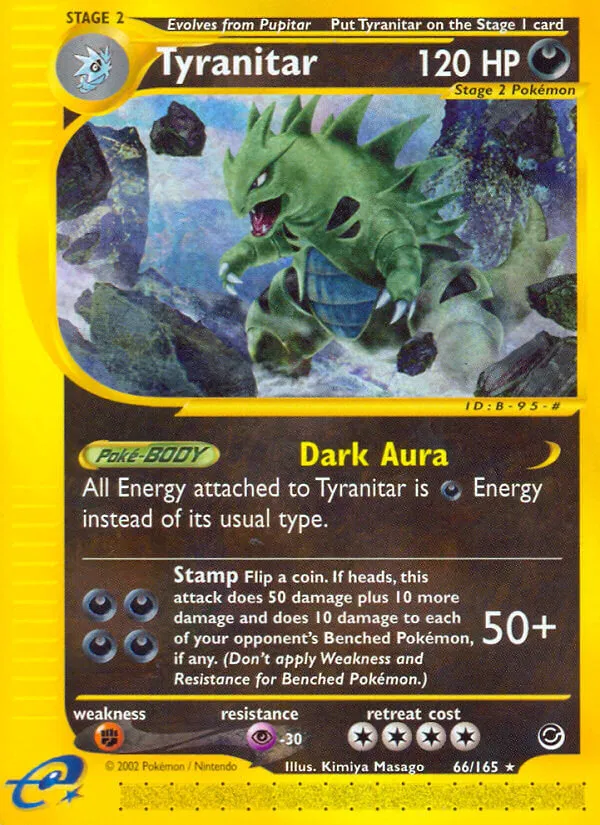 STAGE 2 Evolves from Pupitar Put Tyranitar on the Stage 1 card
Tyranitar 120 HP
Stage 2 Pokémon
ID:B-95-#
Poké-BODY Dark Aura
All Energy attached to Tyranitar is Energy
instead of its usual type.
Stamp Flip a coin. If heads, this
attack does 50 damage plus 10 more
damage and does 10 damage to each
of your opponent's Benched Pokémon,
if any. (Don't apply Weakness and
Resistance for Benched Pokémon.)
50+
weakness resistance retreat cost
-30
© 2002 Pokémon / Nintendo Illus. Kimiya Masago 66/165 ★
e